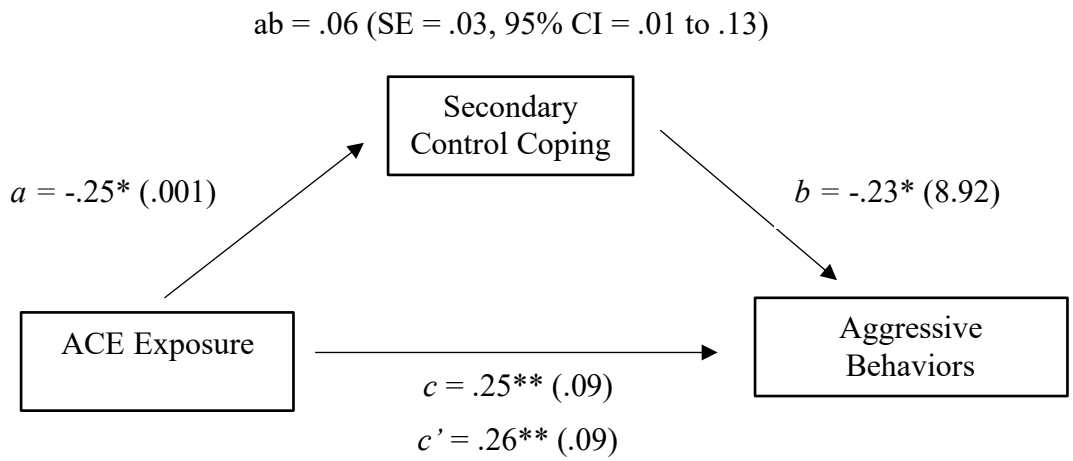 ab = .06 (SE = .03, 95% CI = .01 to .13)
Secondary
Control Coping
a = -.25* (.001)
b = -.23* (8.92)
ACE Exposure
Aggressive
Behaviors
c = .25** (.09)
c’ = .26** (.09)